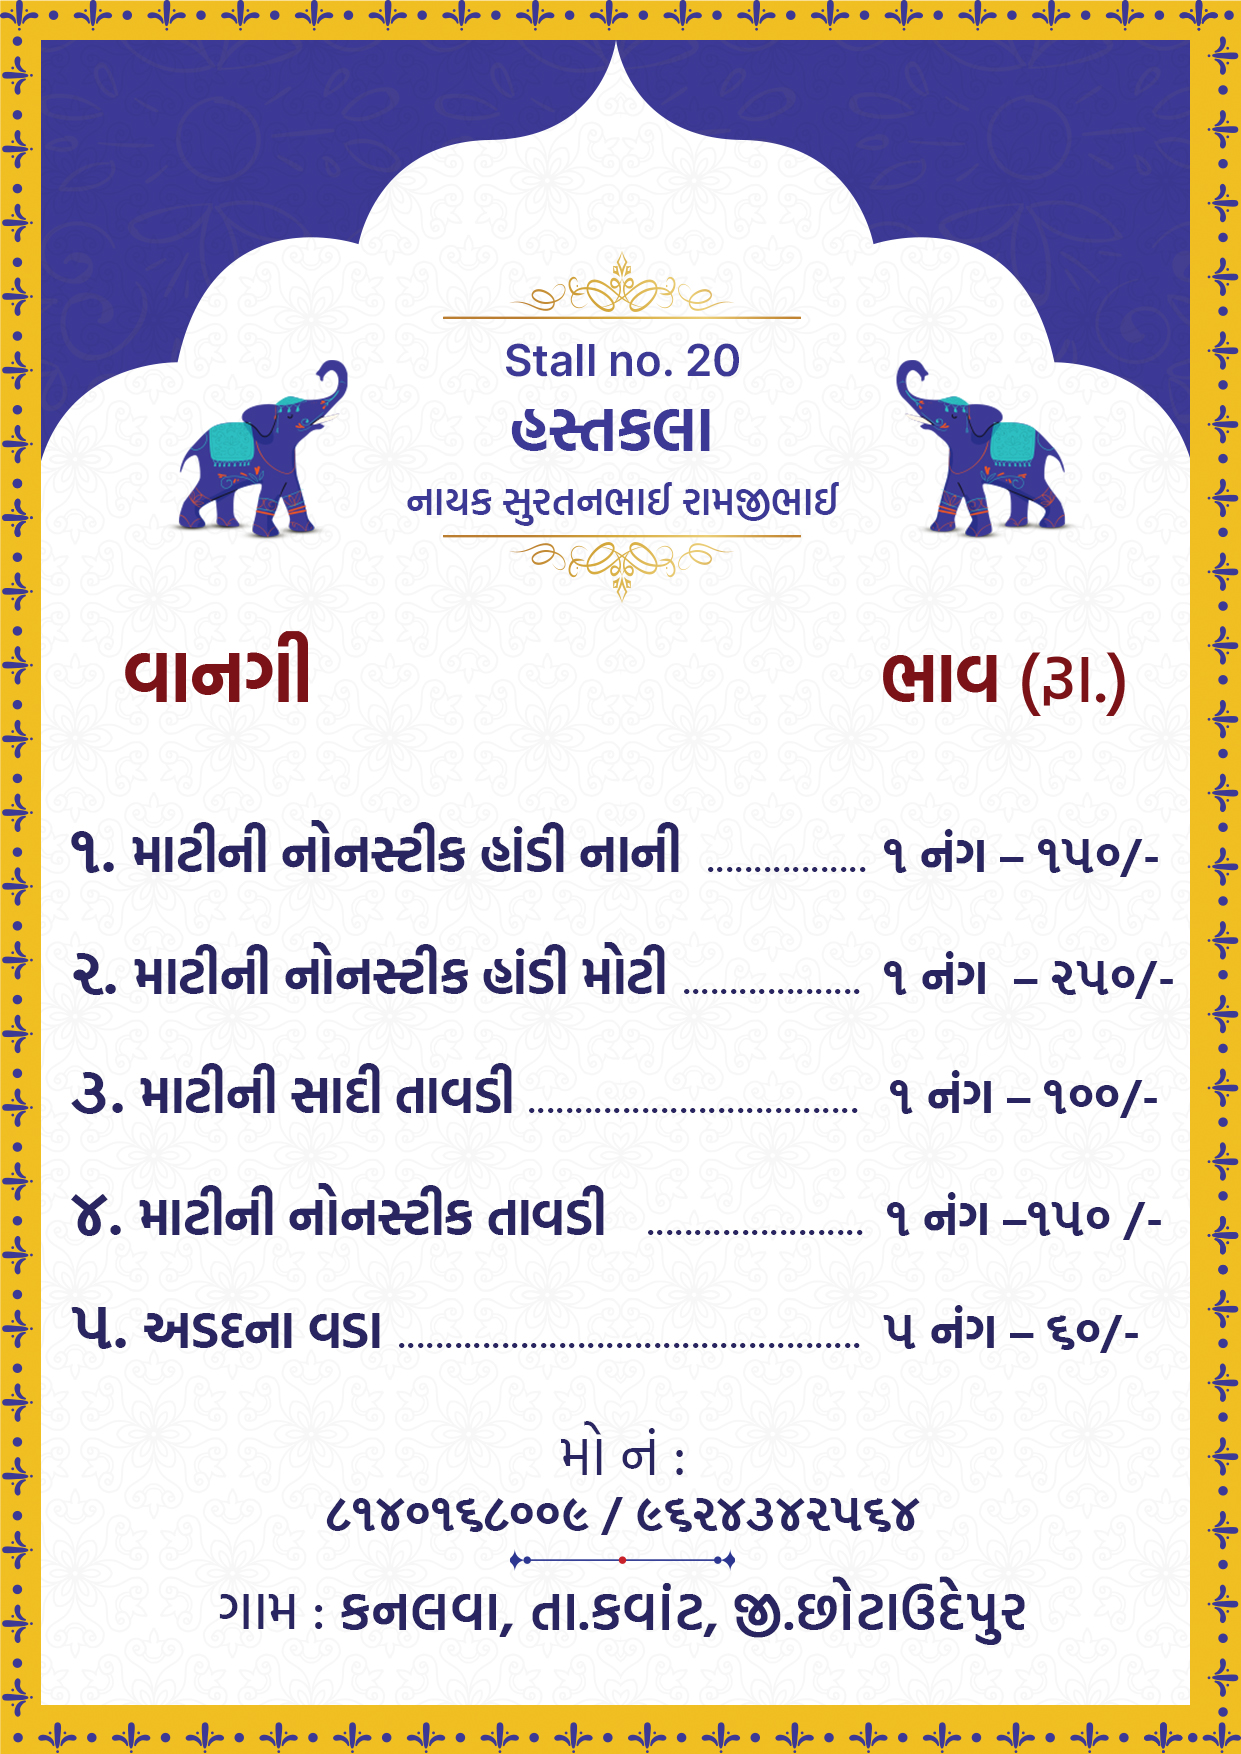 Stall no. 20
હસ્તકલા
નાયક સુરતનભાઈ રામજીભાઈ
વાનગી ભાવ (રૂા.)
૧. માટીની નોનસ્ટીક હાંડી નાની ................. ૧ નંગ – ૧૫૦/-
૨. માટીની નોનસ્ટીક હાંડી મોટી ................... ૧ નંગ – ૨૫૦/-
૩. માટીની સાદી તાવડી ................................... ૧ નંગ – ૧૦૦/-
૪. માટીની નોનસ્ટીક તાવડી ....................... ૧ નંગ –૧૫૦ /-
૫. અડદના વડા ................................................. ૫ નંગ – ૬૦/-
મો નં :
૮૧૪૦૧૬૮૦૦૯ / ૯૬૨૪૩૪૨૫૬૪
ગામ : કનલવા, તા.કવાંટ, જી.છોટાઉદેપુર